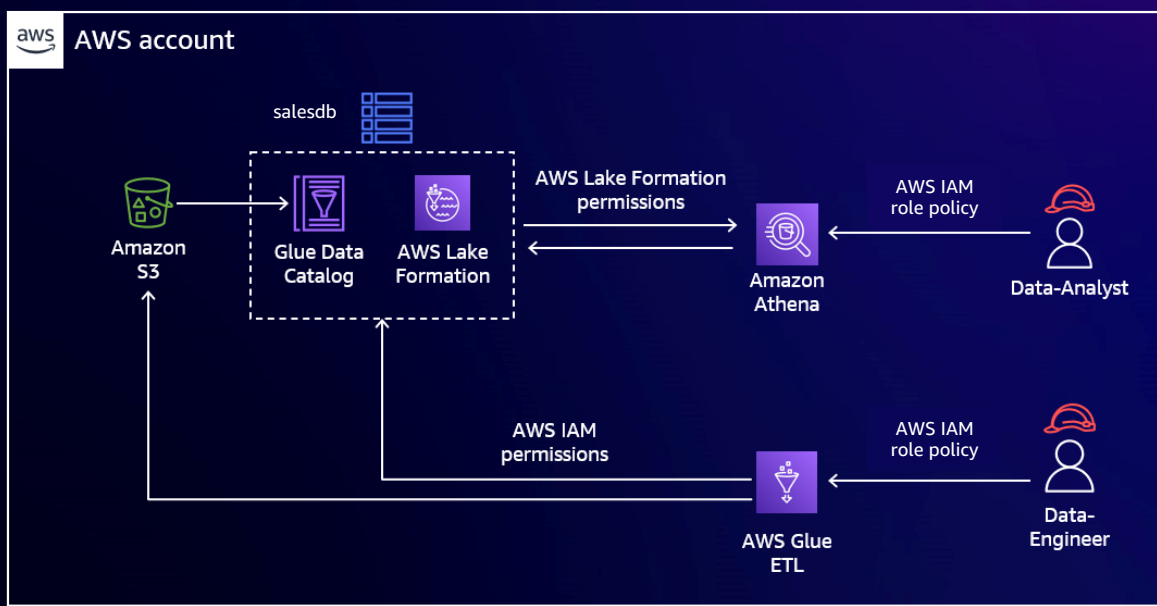 aws
AWS account
salesdb
Amazon
S3
Glue Data
Catalog
AWS Lake
Formation
AWS Lake Formation
permissions
Amazon
Athena
AWS IAM
role policy
Data-Analyst
AWS IAM
permissions
AWS Glue
ETL
AWS IAM
role policy
Data-
Engineer